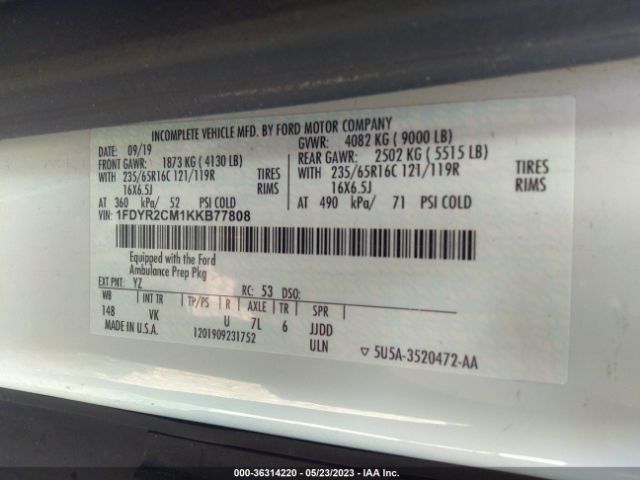 INCOMPLETE VEHICLE MFD. BY FORD MOTOR COMPANY
DATE: 09/19 GVWR: 4082 KG ( 9000 LB)
FRONT GAWR: 1873 KG ( 4130 LB) REAR GAWR: 2502 KG ( 5515 LB)
WITH 235/65R16C 121/119R TIRES WITH 235/65R16C 121/119R TIRES
16X6.5J RIMS 16X6.5J RIMS
AT 360 kPa/ 52 PSI COLD AT 490 kPa/ 71 PSI COLD
VIN: 1FDYR2CM1KKB77808
Equipped with the Ford
Ambulance Prep Pkg
EXT PNT: YZ RC: 53 DSO:
WB INT TR TP/PS R AXLE TR SPR
148 VK U 7L 6 JJDD
MADE IN U.S.A. 1201909231752 ULN 5U5A-3520472-AA
000-36314220 - 05/23/2023 - IAA Inc.